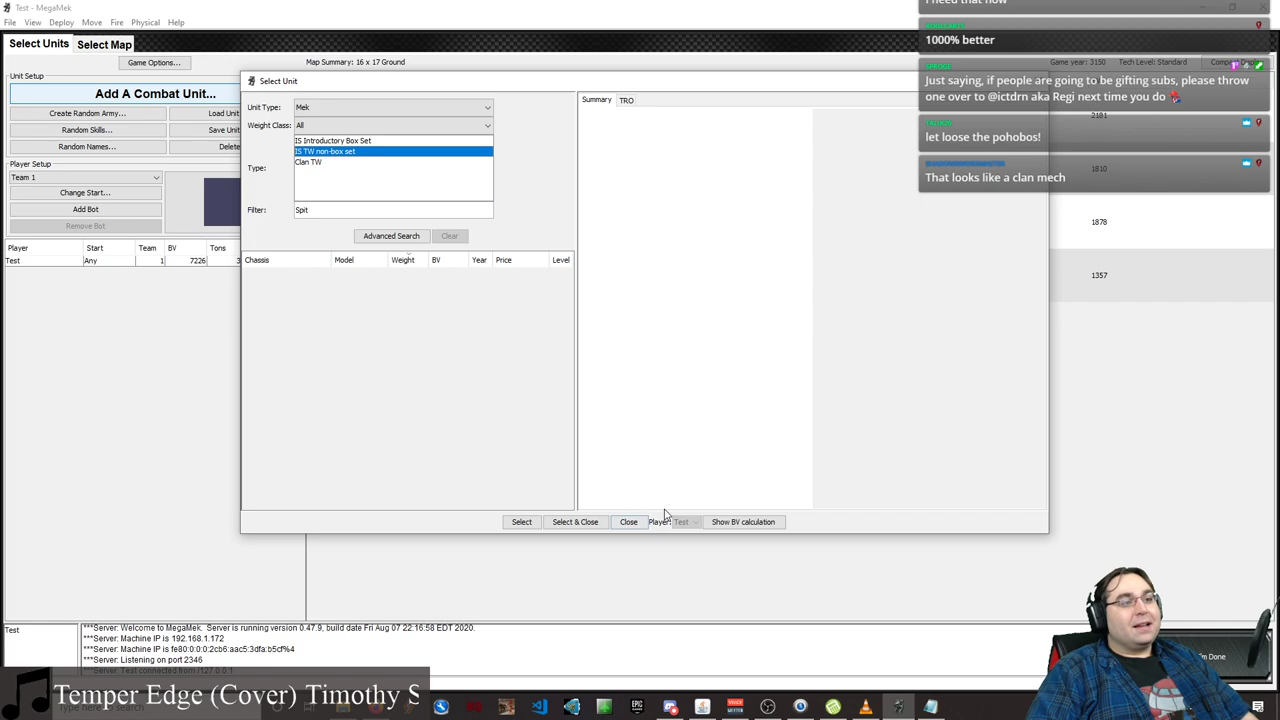 Test - MegaMek
File View Deploy Move Fire Physical Help
Select Units Select Map
Game Options... Map Summary: 16 x 17 Ground Game year: 3150 Tech Level: Standard
Unit Setup
Add A Combat Unit...
Create Random Army... Load Unit
Random Skills... Save Unit
Random Names... Delete
Player Setup
Team 1
Change Start...
Add Bot
Remove Bot
Player Start Team BV Tons
Test Any 1 7226 3
Select Unit
Unit Type: Mek
Weight Class: All
Type:
IS Introductory Box Set
IS TW non-box set
Clan TW
Filter: Spit
Advanced Search Clear
Chassis Model Weight BV Year Price Level
Summary TRO
Select Select & Close Close Player: Test Show BV calculation
2181
1810
1878
1357
I need that now
1000% better
Just saying, if people are going to be gifting subs, please throw
one over to @ictdrn aka Regi next time you do
let loose the pohobos!
That looks like a clan mech
Test
***Server: Welcome to MegaMek. Server is running version 0.47.9, build date Fri Aug 07 22:16:58 EDT 2020.
***Server: Machine IP is 192.168.1.172
***Server: Machine IP is fe80:0:0:0:2cb6:aac5:3dfa:b5cf%4
***Server: Listening on port 2346
I'm Done
Temper Edge (Cover) Timothy S